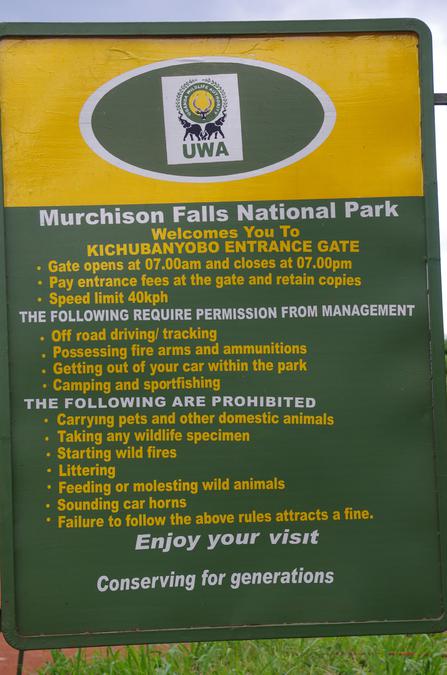 UGANDA WILDLIFE AUTHORITY
UWA
Murchison Falls National Park
Welcomes You To
KICHUBANYOBO ENTRANCE GATE
• Gate opens at 07.00am and closes at 07.00pm
• Pay entrance fees at the gate and retain copies
• Speed limit 40kph
THE FOLLOWING REQUIRE PERMISSION FROM MANAGEMENT
• Off road driving/ tracking
• Possessing fire arms and ammunitions
• Getting out of your car within the park
• Camping and sportfishing
THE FOLLOWING ARE PROHIBITED
• Carrying pets and other domestic animals
• Taking any wildlife specimen
• Starting wild fires
• Littering
• Feeding or molesting wild animals
• Sounding car horns
• Failure to follow the above rules attracts a fine.
Enjoy your visit
Conserving for generations